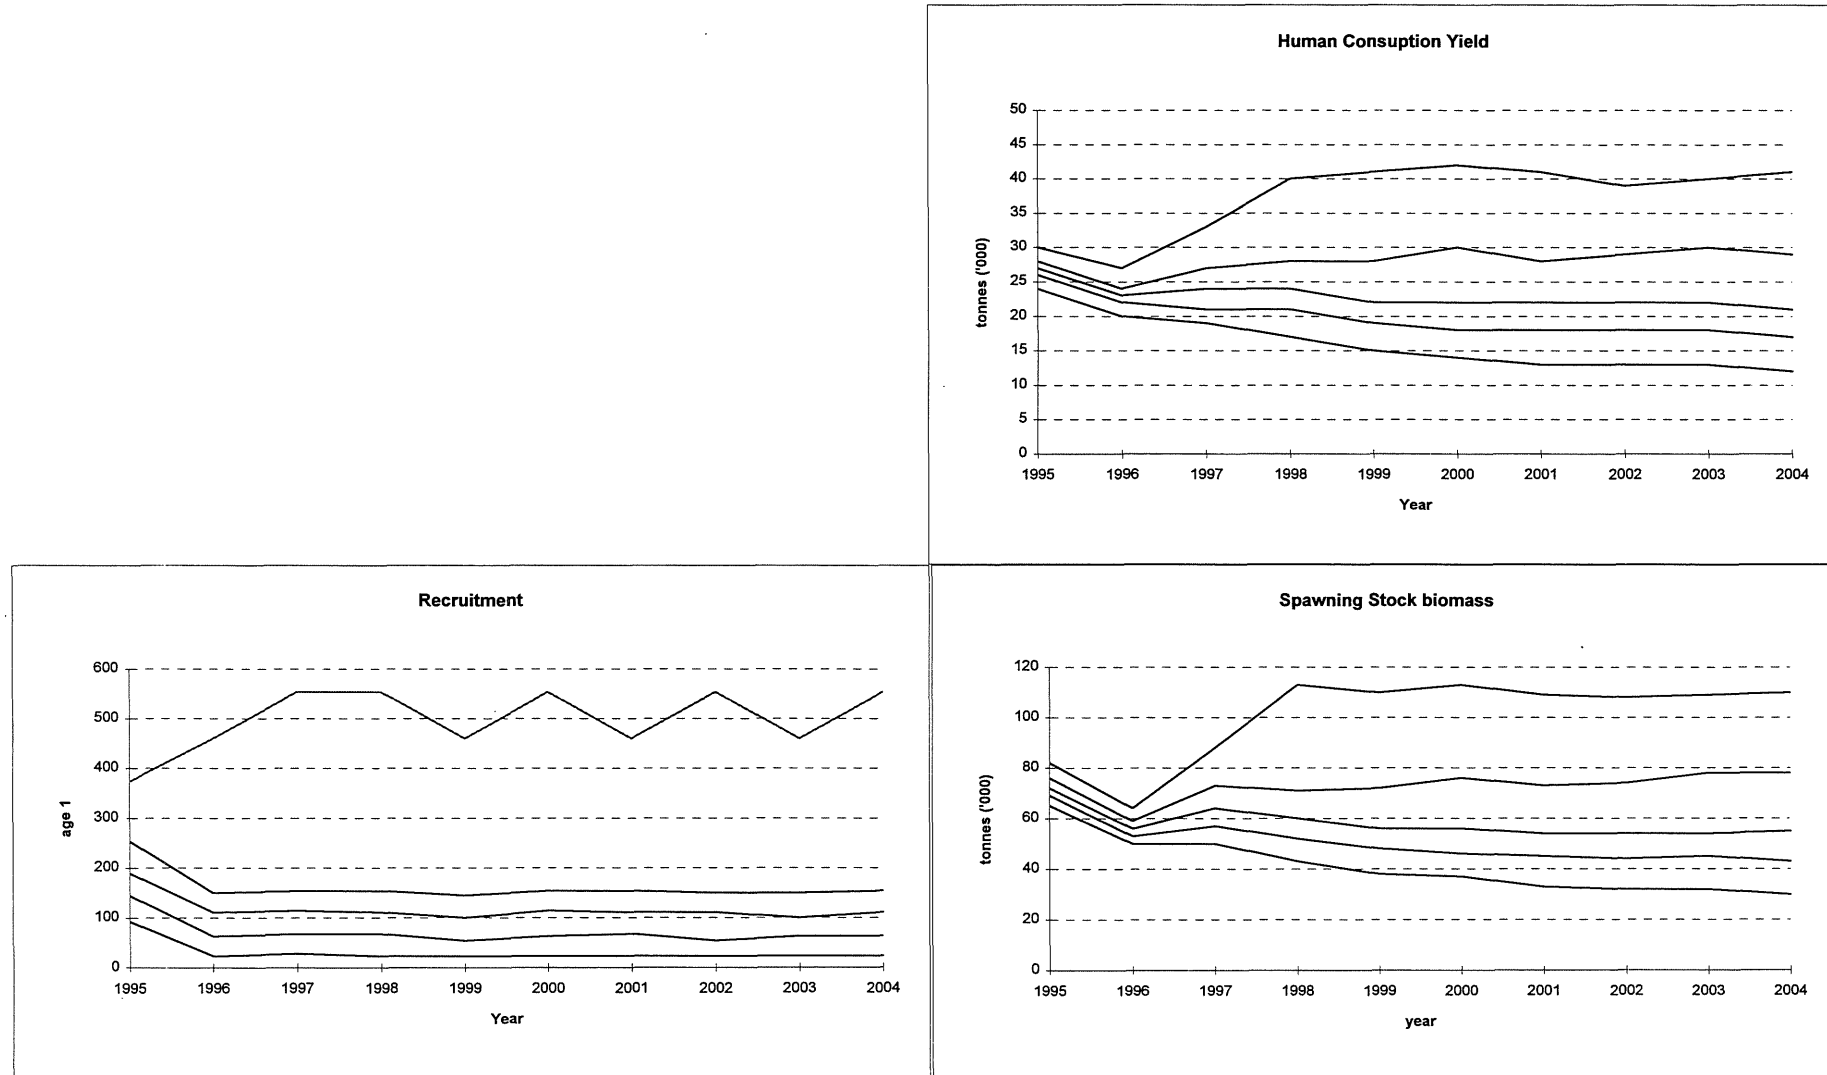 Human Consuption Yield
50
45
40
35
30
25
20
15
10
5
0
tonnes ('000)
1995 1996 1997 1998 1999 2000 2001 2002 2003 2004
Year
Recruitment
600
500
400
300
200
100
0
age 1
1995 1996 1997 1998 1999 2000 2001 2002 2003 2004
Year
Spawning Stock biomass
120
100
80
60
40
20
0
tonnes ('000)
1995 1996 1997 1998 1999 2000 2001 2002 2003 2004
year